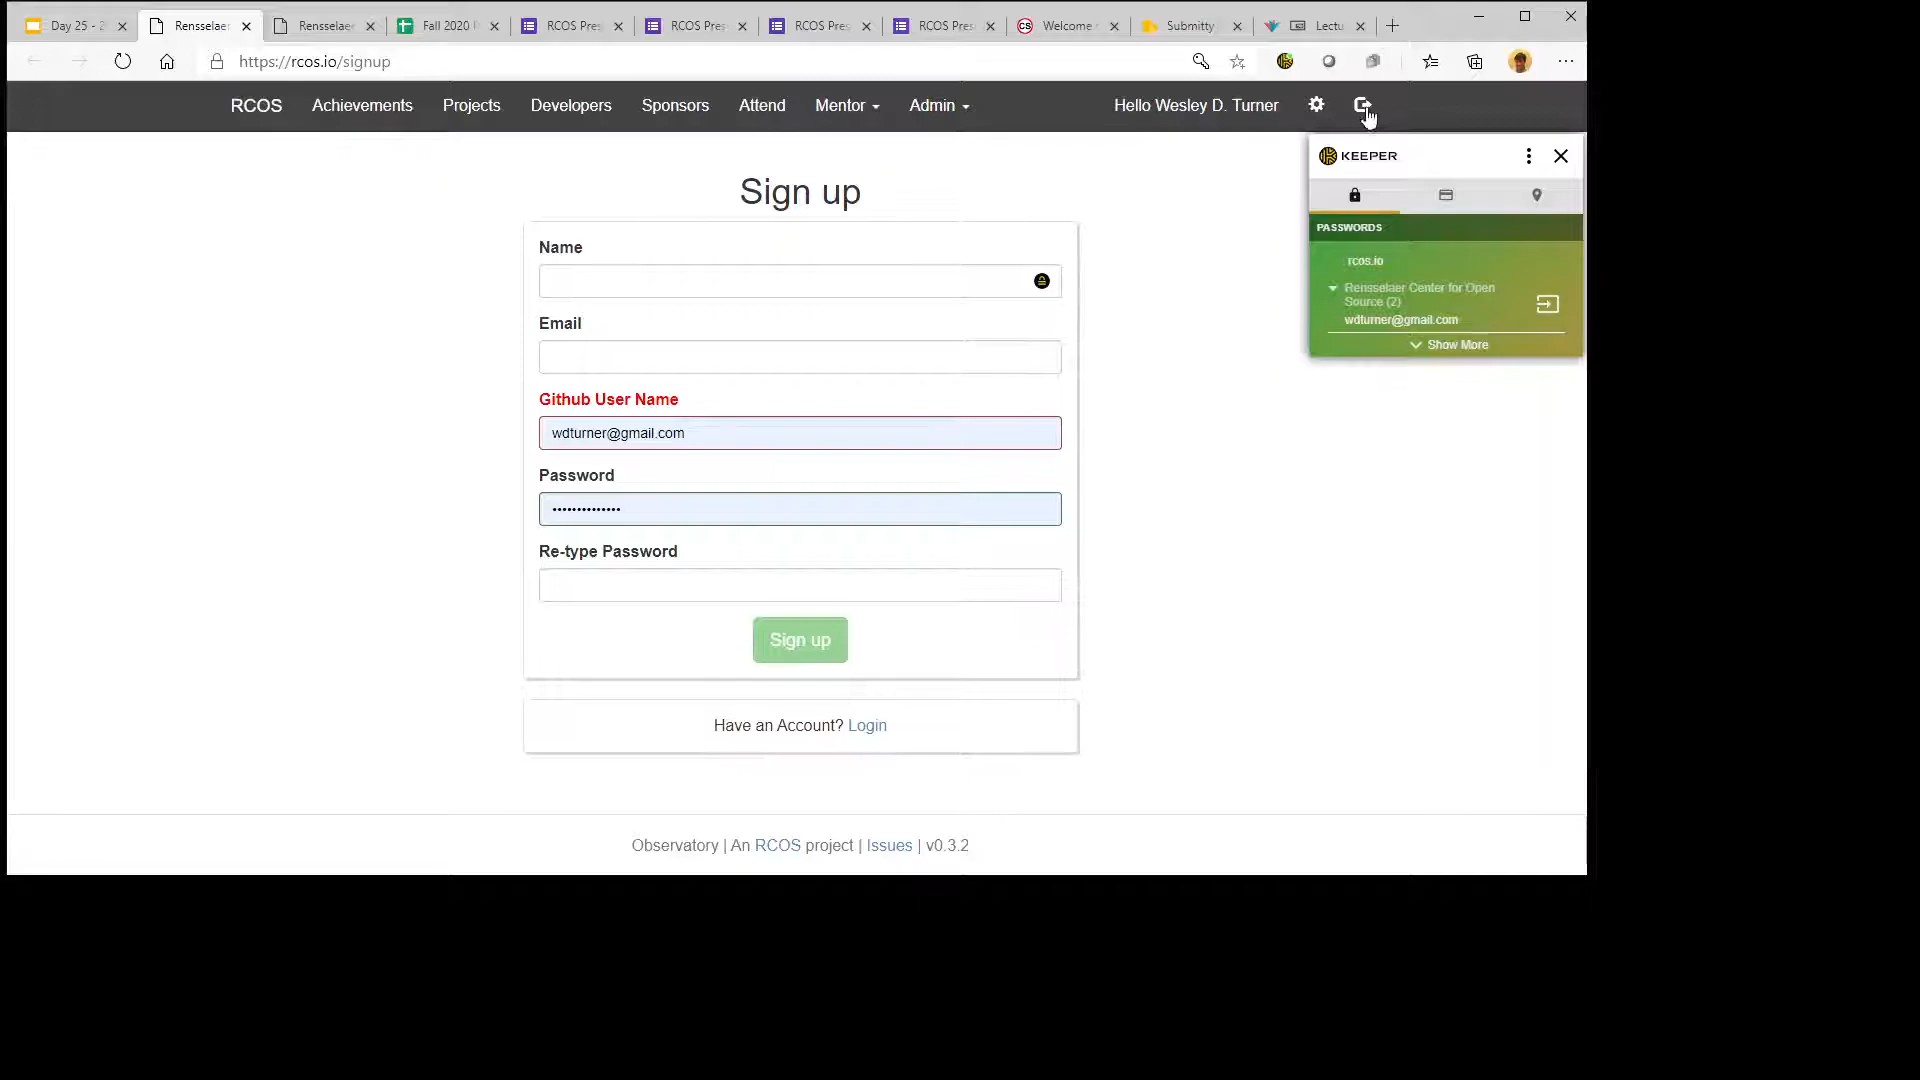 Day 25 - 2
Rensselaer
Rensselaer
Fall 2020
RCOS Pres
RCOS Pres
RCOS Pres
RCOS Pres
CS
Welcome
Submitty
Lectu
https://rcos.io/signup
RCOS Achievements Projects Developers Sponsors Attend Mentor Admin Hello Wesley D. Turner
KEEPER
PASSWORDS
rcos.io
Rensselaer Center for Open
Source (2)
wdturner@gmail.com
Show More
Sign up
Name
Email
Github User Name
wdturner@gmail.com
Password
••••••••••••••
Re-type Password
Sign up
Have an Account? Login
Observatory | An RCOS project | Issues | v0.3.2